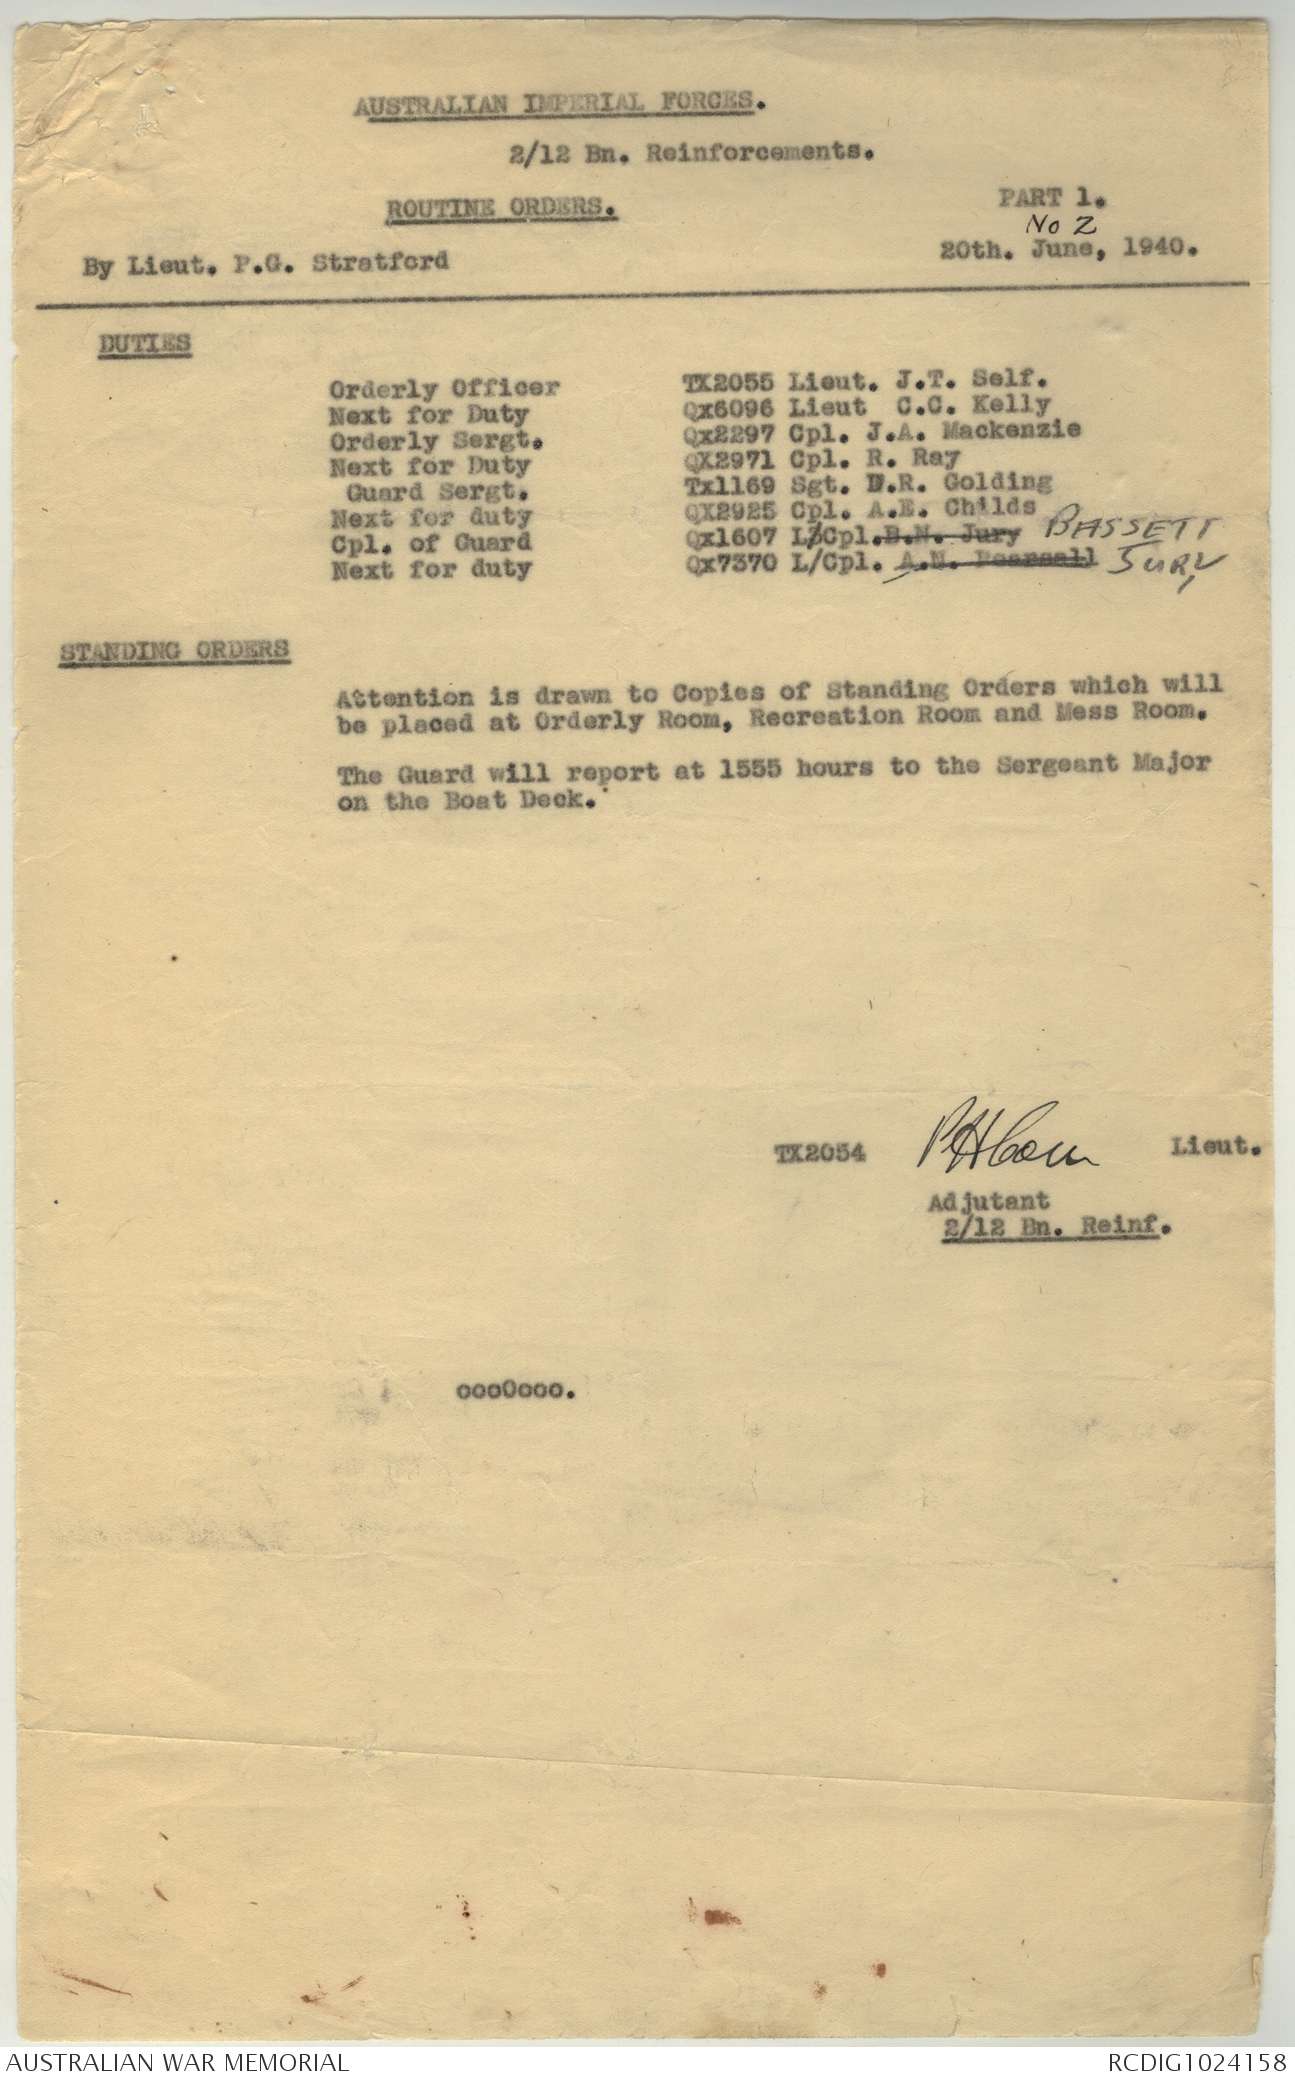 AUSTRALIAN IMPERIAL FORCES.
2/12 Bn. Reinforcements.
ROUTINE ORDERS. PART 1.
No 2
By Lieut. P.G. Stratford 20th. June, 1940.
DUTIES
Orderly Officer TX2055 Lieut. J.T. Self.
Next for Duty Qx6096 Lieut C.C. Kelly
Orderly Sergt. Qx2297 Cpl. J.A. Mackenzie
Next for Duty QX2971 Cpl. R. Ray
Guard Sergt. Tx1169 Sgt. D.R. Golding
Next for duty QX2925 Cpl. A.E. Childs
Cpl. of Guard Qx1607 L/Cpl. B.N. Jury BASSETT
Next for duty Qx7370 L/Cpl. A.N. Pearsall JURY
STANDING ORDERS
Attention is drawn to Copies of Standing Orders which will
be placed at Orderly Room, Recreation Room and Mess Room.
The Guard will report at 1555 hours to the Sergeant Major
on the Boat Deck.
TX2054 Lieut.
Adjutant
2/12 Bn. Reinf.
ooo0ooo.
AUSTRALIAN WAR MEMORIAL RCDIG1024158